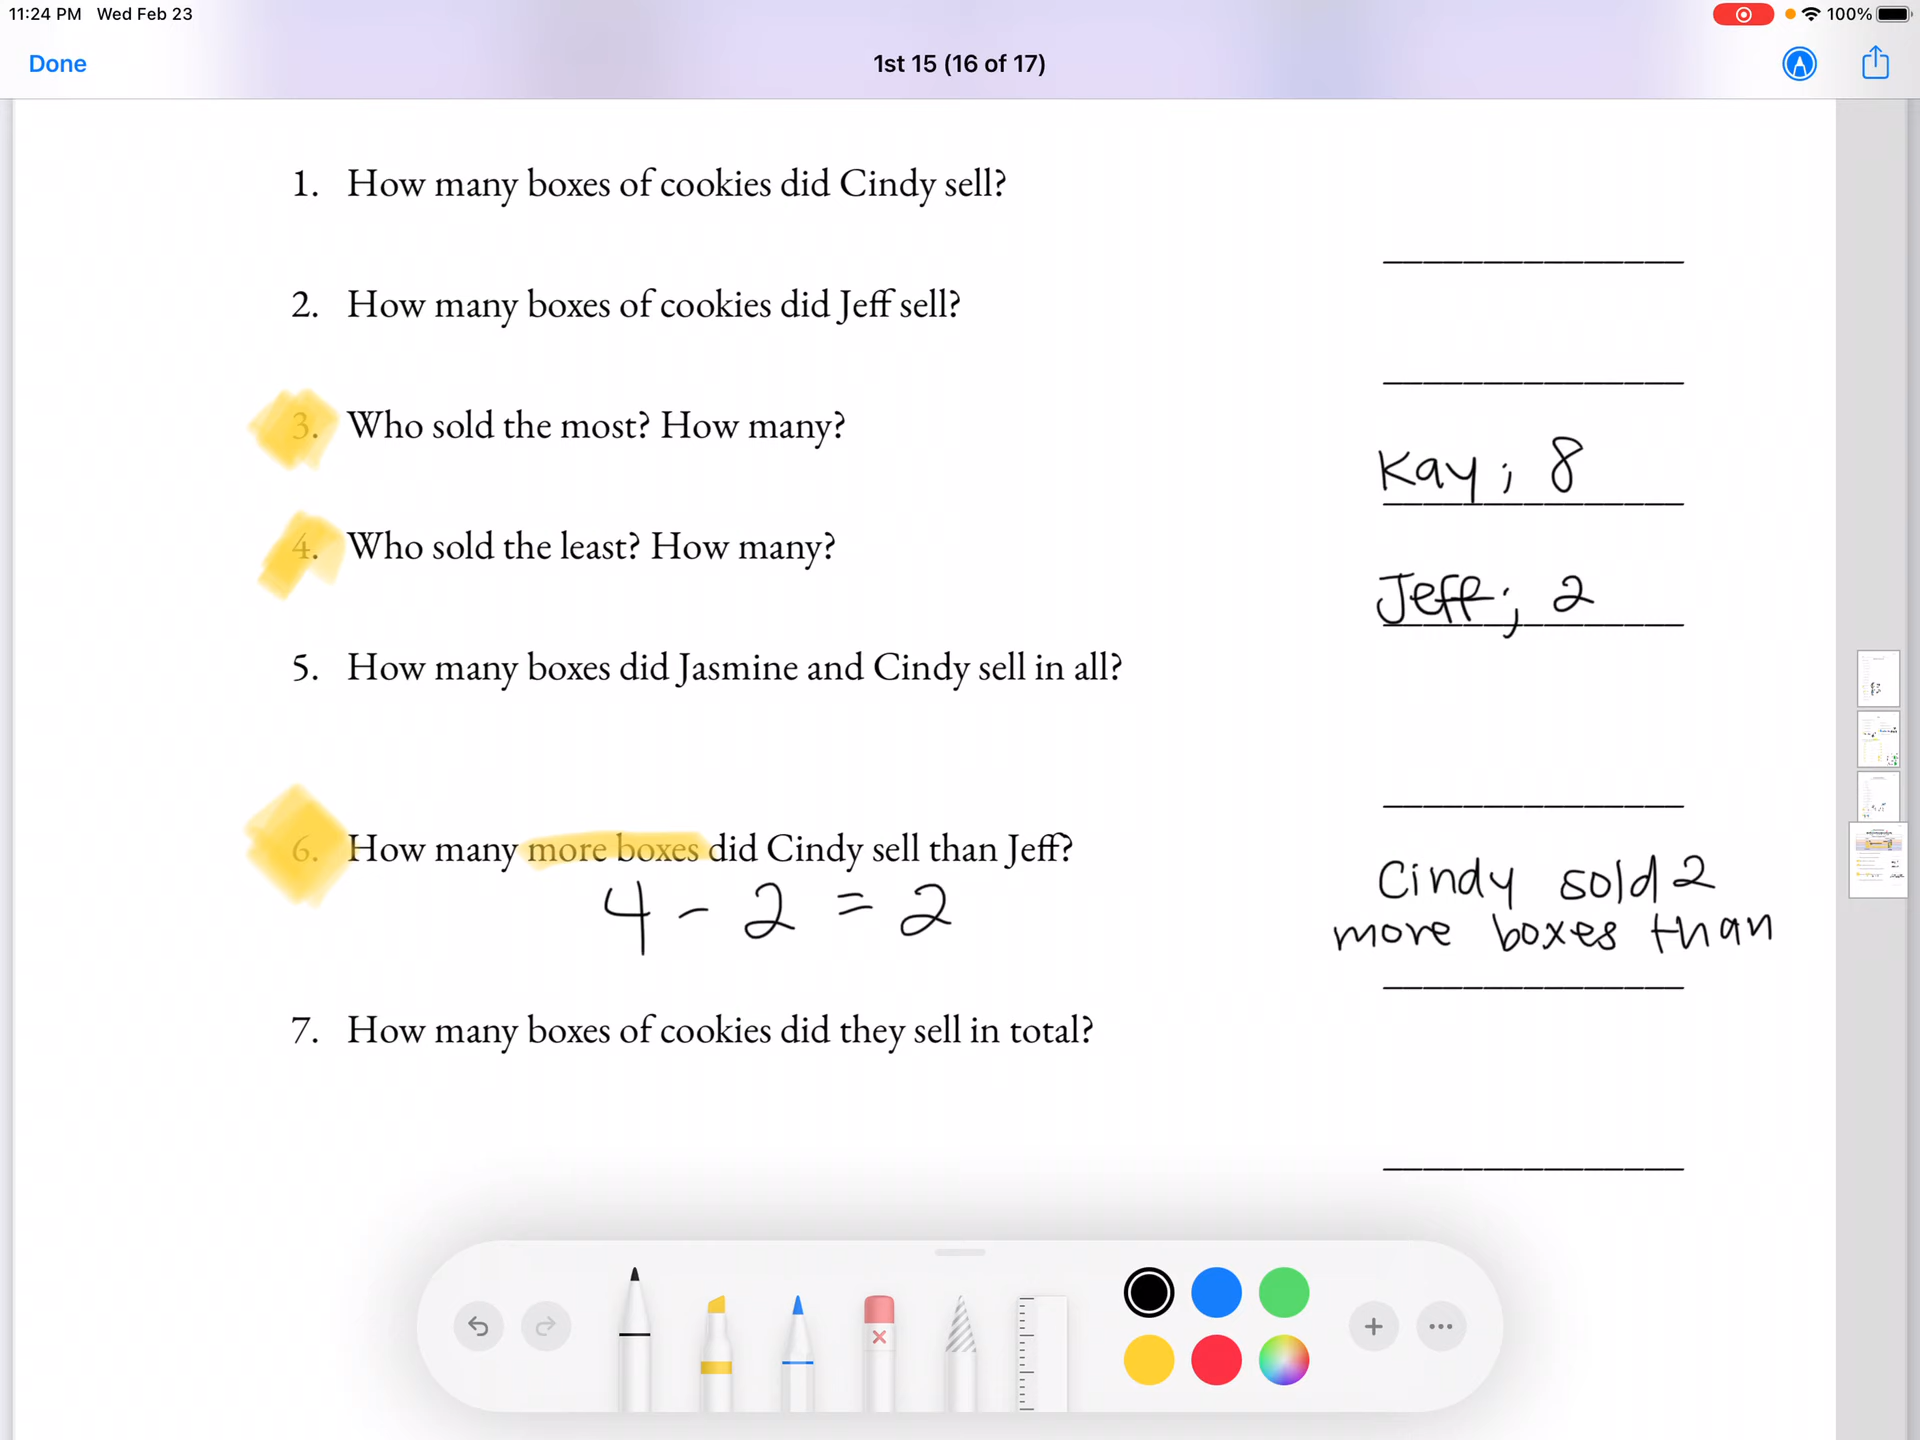 11:24 PM Wed Feb 23
100%
Done
1st 15 (16 of 17)
1. How many boxes of cookies did Cindy sell?
2. How many boxes of cookies did Jeff sell?
3. Who sold the most? How many?
Kay; 8
4. Who sold the least? How many?
Jeff; 2
5. How many boxes did Jasmine and Cindy sell in all?
6. How many more boxes did Cindy sell than Jeff?
4 - 2 = 2
Cindy sold 2
more boxes than
7. How many boxes of cookies did they sell in total?